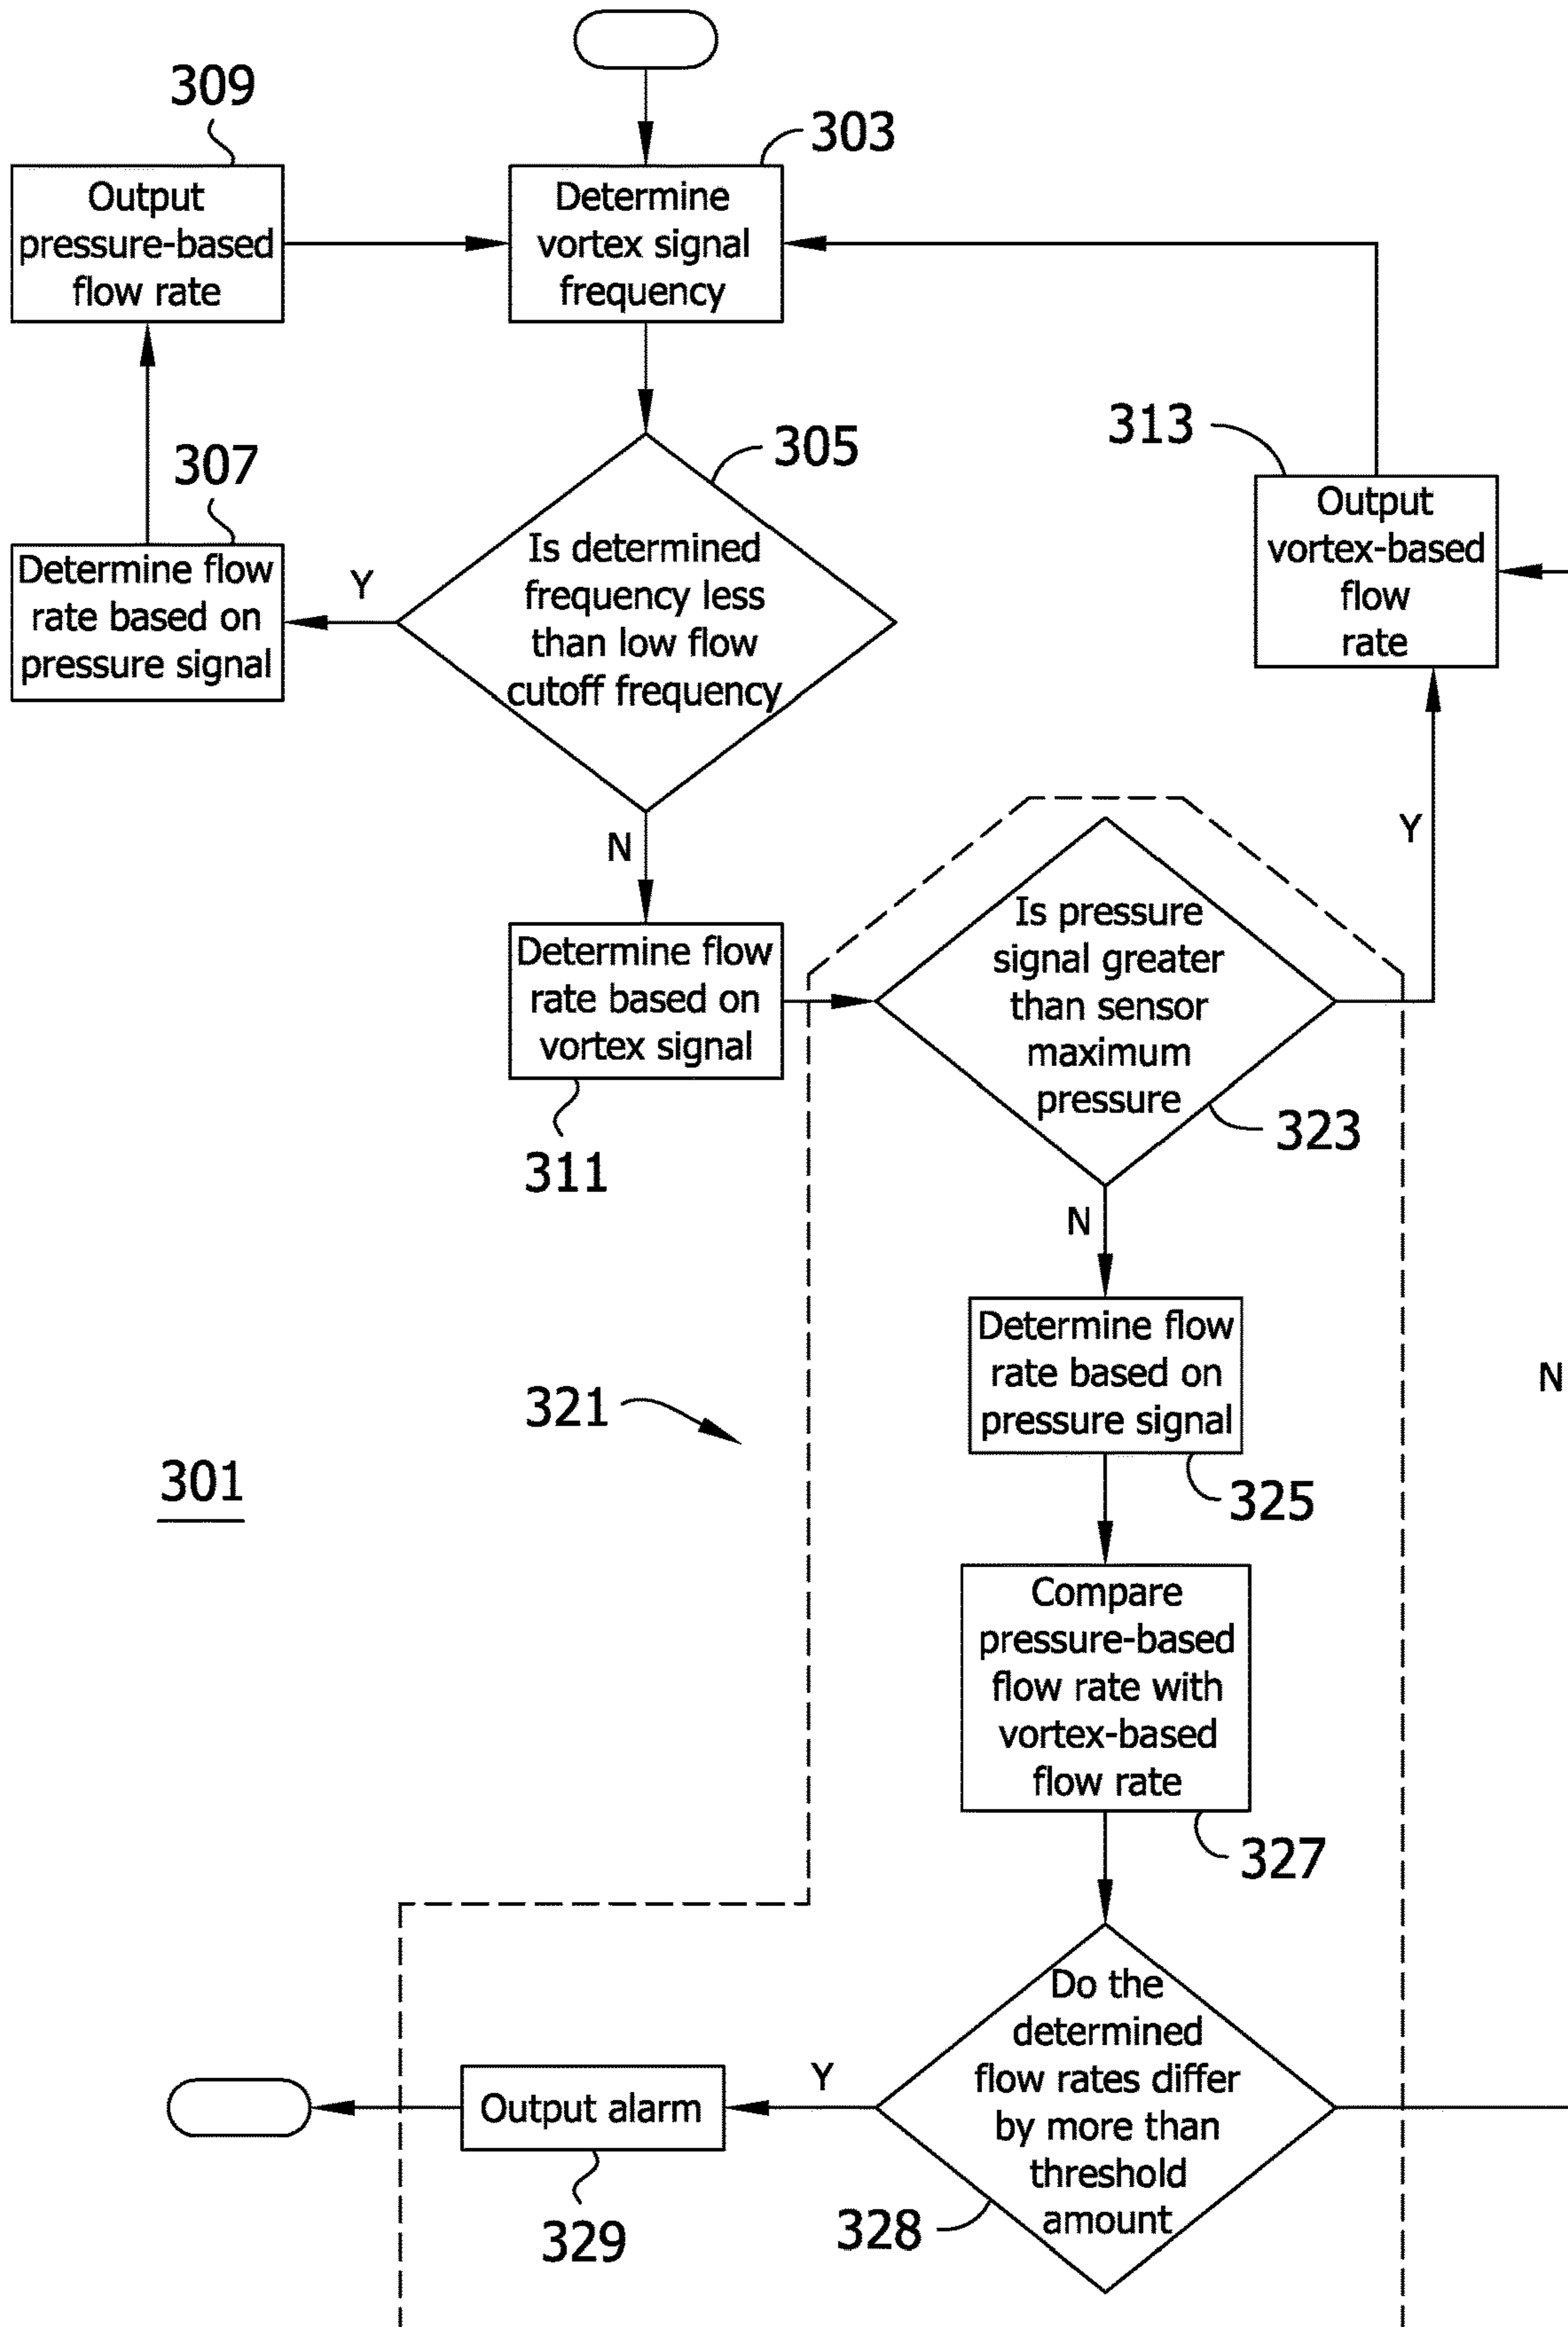 309
Output
pressure-based
flow rate
303
Determine
vortex signal
frequency
307
Determine flow
rate based on
pressure signal
Y
305
Is determined
frequency less
than low flow
cutoff frequency
313
Output
vortex-based
flow
rate
N
Y
311
Determine flow
rate based on
vortex signal
Is pressure
signal greater
than sensor
maximum
pressure
323
N
Determine flow
rate based on
pressure signal
325
N
321
301
Compare
pressure-based
flow rate with
vortex-based
flow rate
327
Do the
determined
flow rates differ
by more than
threshold
amount
328
Y
Output alarm
329